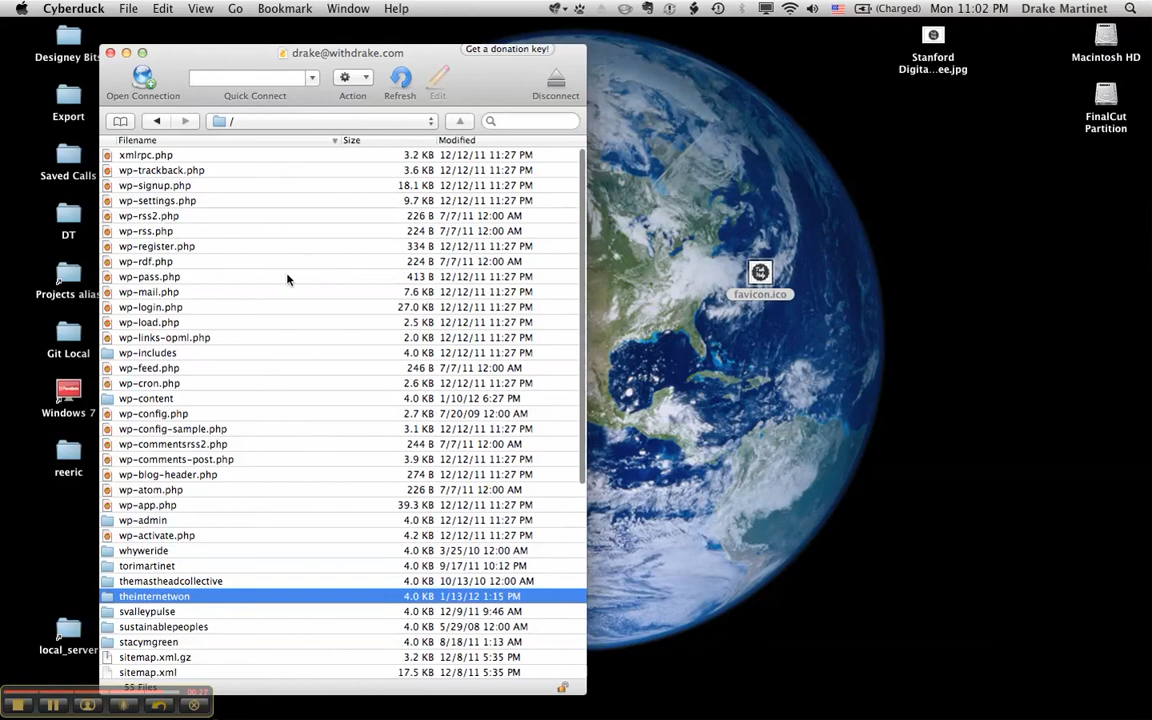 Cyberduck File Edit View Go Bookmark Window Help (Charged) Mon 11:02 PM Drake Martinet
drake@withdrake.com Get a donation key!
Open Connection Quick Connect Action Refresh Edit Disconnect
/
Filename Size Modified
xmlrpc.php 3.2 KB 12/12/11 11:27 PM
wp-trackback.php 3.6 KB 12/12/11 11:27 PM
wp-signup.php 18.1 KB 12/12/11 11:27 PM
wp-settings.php 9.7 KB 12/12/11 11:27 PM
wp-rss2.php 226 B 7/7/11 12:00 AM
wp-rss.php 224 B 7/7/11 12:00 AM
wp-register.php 334 B 12/12/11 11:27 PM
wp-rdf.php 224 B 7/7/11 12:00 AM
wp-pass.php 413 B 12/12/11 11:27 PM
wp-mail.php 7.6 KB 12/12/11 11:27 PM
wp-login.php 27.0 KB 12/12/11 11:27 PM
wp-load.php 2.5 KB 12/12/11 11:27 PM
wp-links-opml.php 2.0 KB 12/12/11 11:27 PM
wp-includes 4.0 KB 12/12/11 11:27 PM
wp-feed.php 246 B 7/7/11 12:00 AM
wp-cron.php 2.6 KB 12/12/11 11:27 PM
wp-content 4.0 KB 1/10/12 6:27 PM
wp-config.php 2.7 KB 7/20/09 12:00 AM
wp-config-sample.php 3.1 KB 12/12/11 11:27 PM
wp-commentsrss2.php 244 B 7/7/11 12:00 AM
wp-comments-post.php 3.9 KB 12/12/11 11:27 PM
wp-blog-header.php 274 B 12/12/11 11:27 PM
wp-atom.php 226 B 7/7/11 12:00 AM
wp-app.php 39.3 KB 12/12/11 11:27 PM
wp-admin 4.0 KB 12/12/11 11:27 PM
wp-activate.php 4.2 KB 12/12/11 11:27 PM
whyweride 4.0 KB 3/25/10 12:00 AM
torimartinet 4.0 KB 9/17/11 10:12 PM
themastheadcollective 4.0 KB 10/13/10 12:00 AM
theinternetwon 4.0 KB 1/13/12 1:15 PM
svalleypulse 4.0 KB 12/9/11 9:46 AM
sustainablepeoples 4.0 KB 5/29/08 12:00 AM
stacymgreen 4.0 KB 8/18/11 1:13 AM
sitemap.xml.gz 3.2 KB 12/8/11 5:35 PM
sitemap.xml 17.5 KB 12/8/11 5:35 PM
55 Files
00:27
Designey Bits
Export
Saved Calls
DT
Projects alias
Git Local
Windows 7
reeric
local_server
favicon.ico
Stanford
Digita...ee.jpg
Macintosh HD
FinalCut
Partition